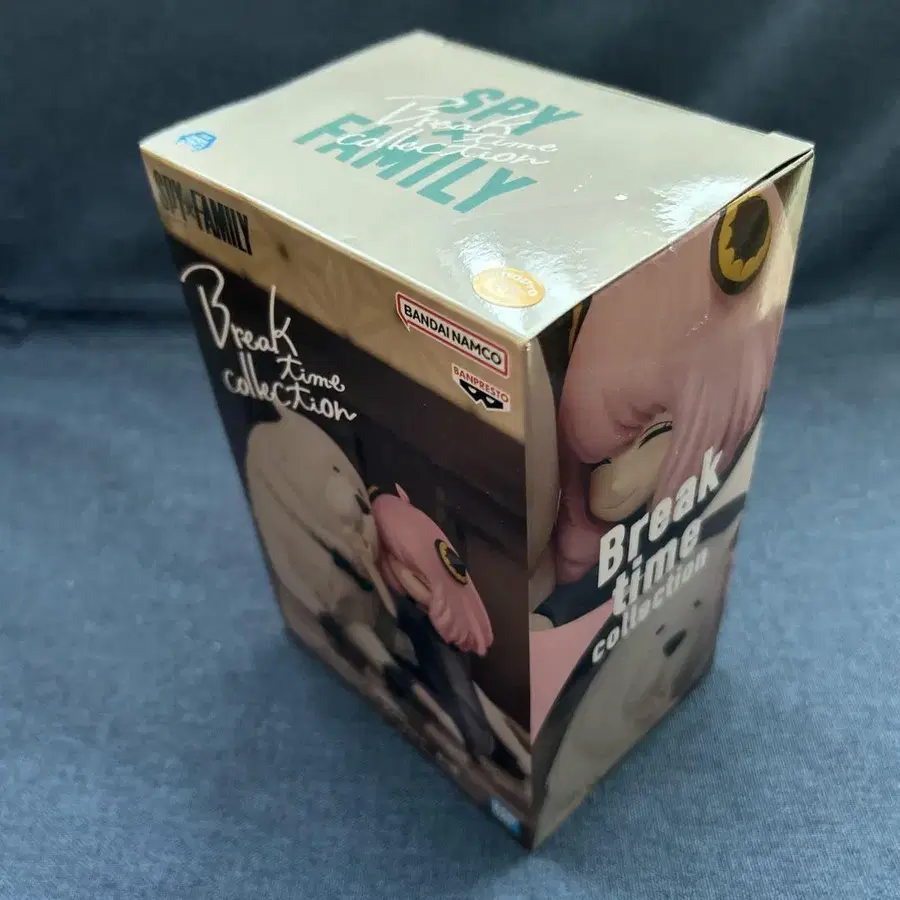 SPY
Break
time
FAMILY
collection
SPY×FAMILY
Break
time
collection
BANDAI NAMCO
BANPRESTO
Break
time
collection